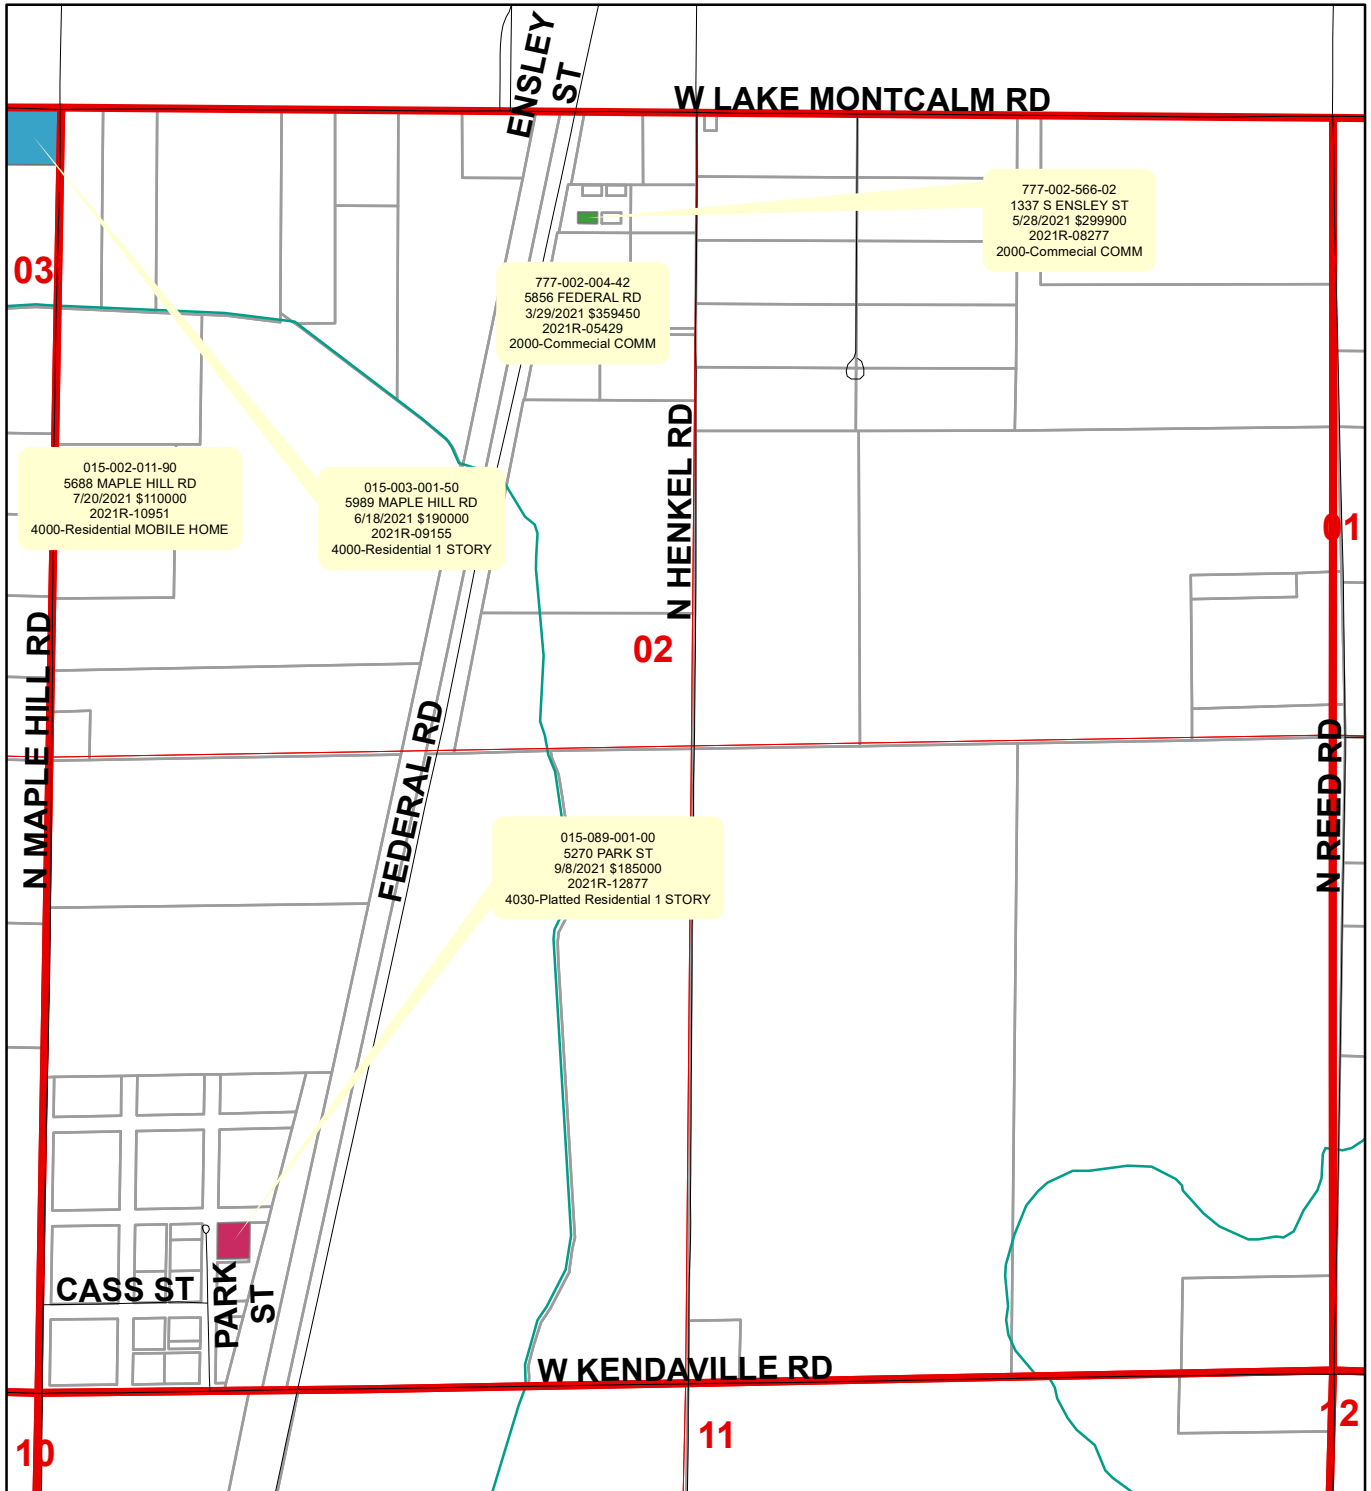 ENSLEY
ST
W LAKE MONTCALM RD
777-002-566-02
1337 S ENSLEY ST
5/28/2021 $299900
2021R-08277
2000-Commecial COMM
03
777-002-004-42
5856 FEDERAL RD
3/29/2021 $359450
2021R-05429
2000-Commecial COMM
N HENKEL RD
015-002-011-90
5688 MAPLE HILL RD
7/20/2021 $110000
2021R-10951
4000-Residential MOBILE HOME
015-003-001-50
5989 MAPLE HILL RD
6/18/2021 $190000
2021R-09155
4000-Residential 1 STORY
01
02
N MAPLE HILL RD
FEDERAL RD
N REED RD
015-089-001-00
5270 PARK ST
9/8/2021 $185000
2021R-12877
4030-Platted Residential 1 STORY
CASS ST
PARK
ST
W KENDAVILLE RD
10
11
12